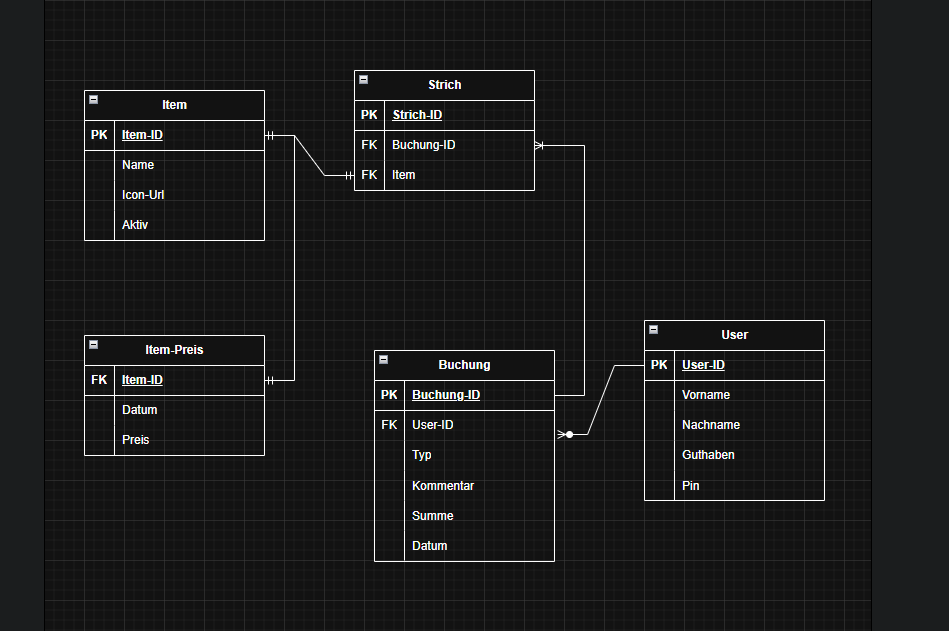 Item
PK Item-ID
Name
Icon-Url
Aktiv
Strich
PK Strich-ID
FK Buchung-ID
FK Item
Item-Preis
FK Item-ID
Datum
Preis
Buchung
PK Buchung-ID
FK User-ID
Typ
Kommentar
Summe
Datum
User
PK User-ID
Vorname
Nachname
Guthaben
Pin